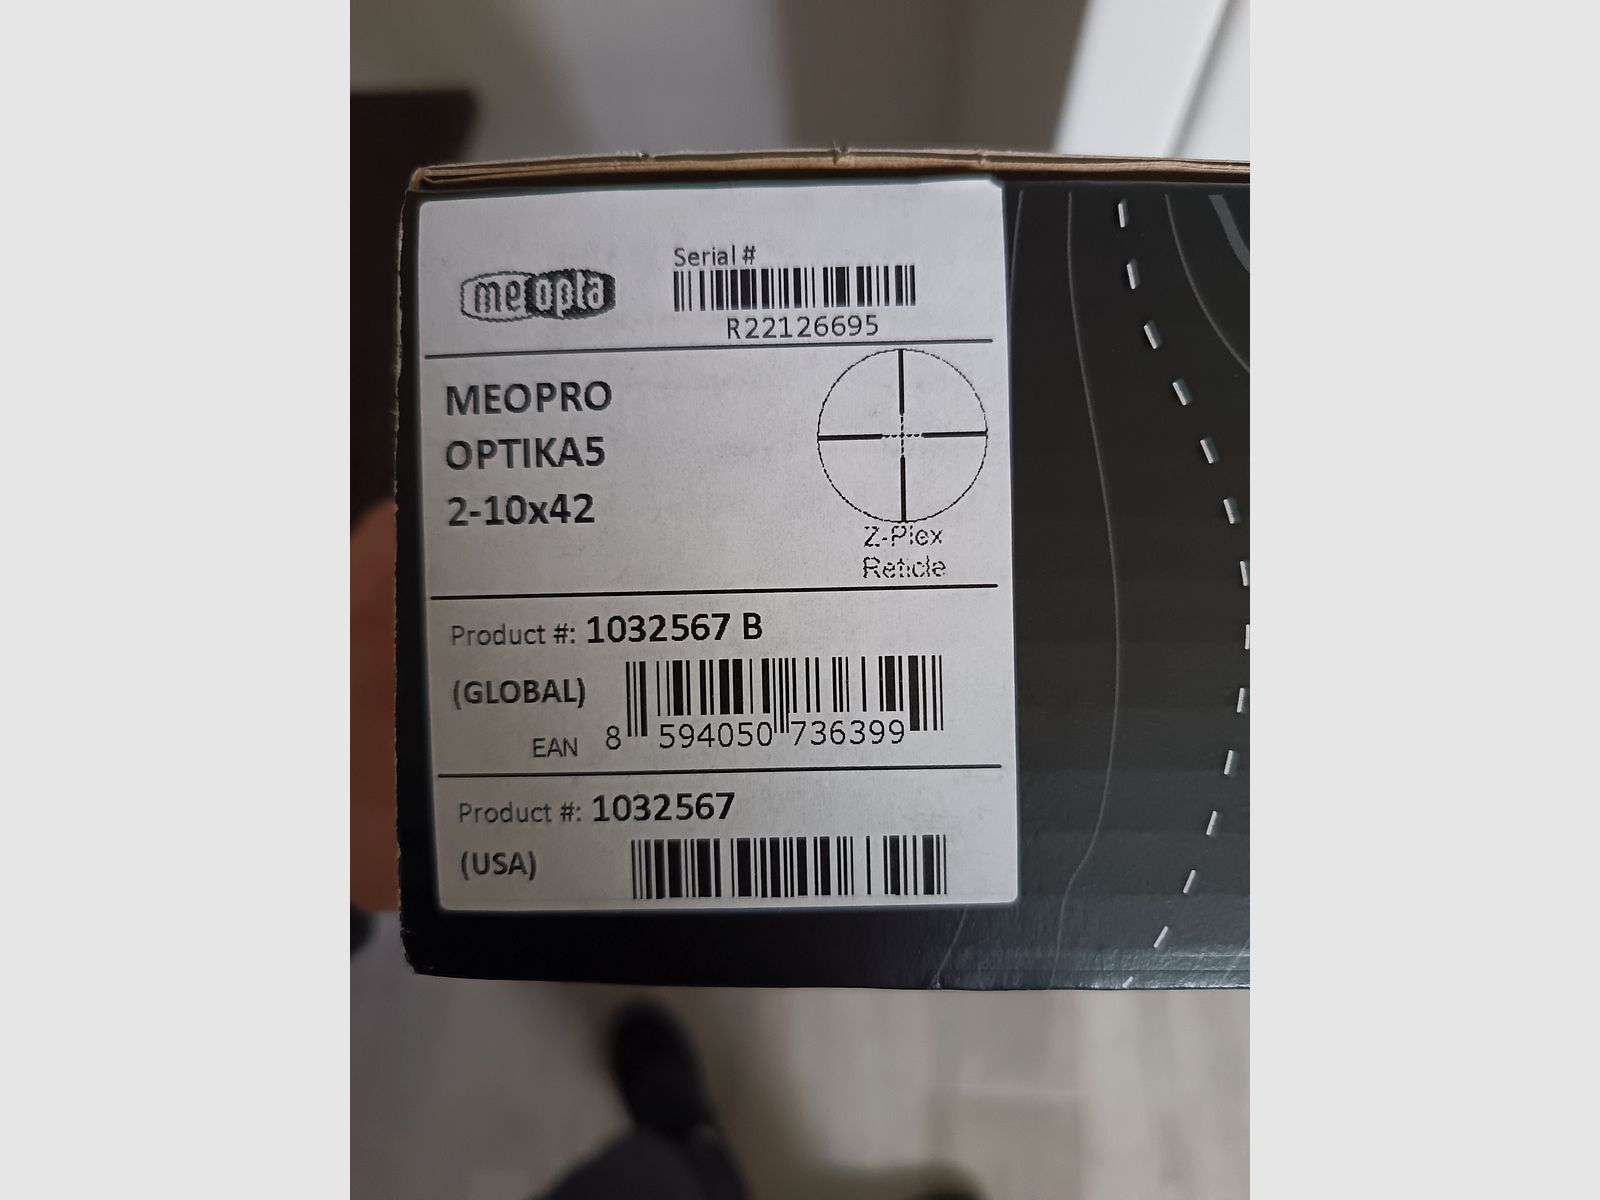 meopta
Serial #
R22126695
MEOPRO
OPTIKA5
2-10x42
Z-Plex
Reticle
Product #: 1032567 B
(GLOBAL)
EAN 8 594050 736399
Product #: 1032567
(USA)